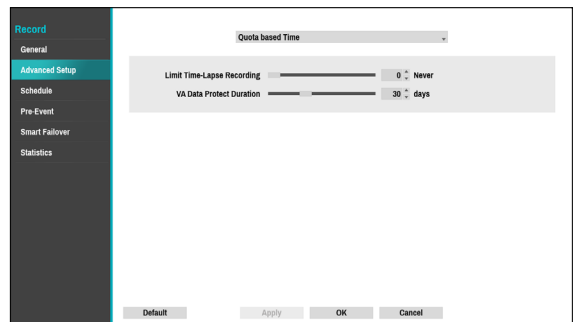 Record
General
Advanced Setup
Schedule
Pre-Event
Smart Failover
Statistics
Quota based Time
Limit Time-Lapse Recording 0 Never
VA Data Protect Duration 30 days
Default Apply OK Cancel